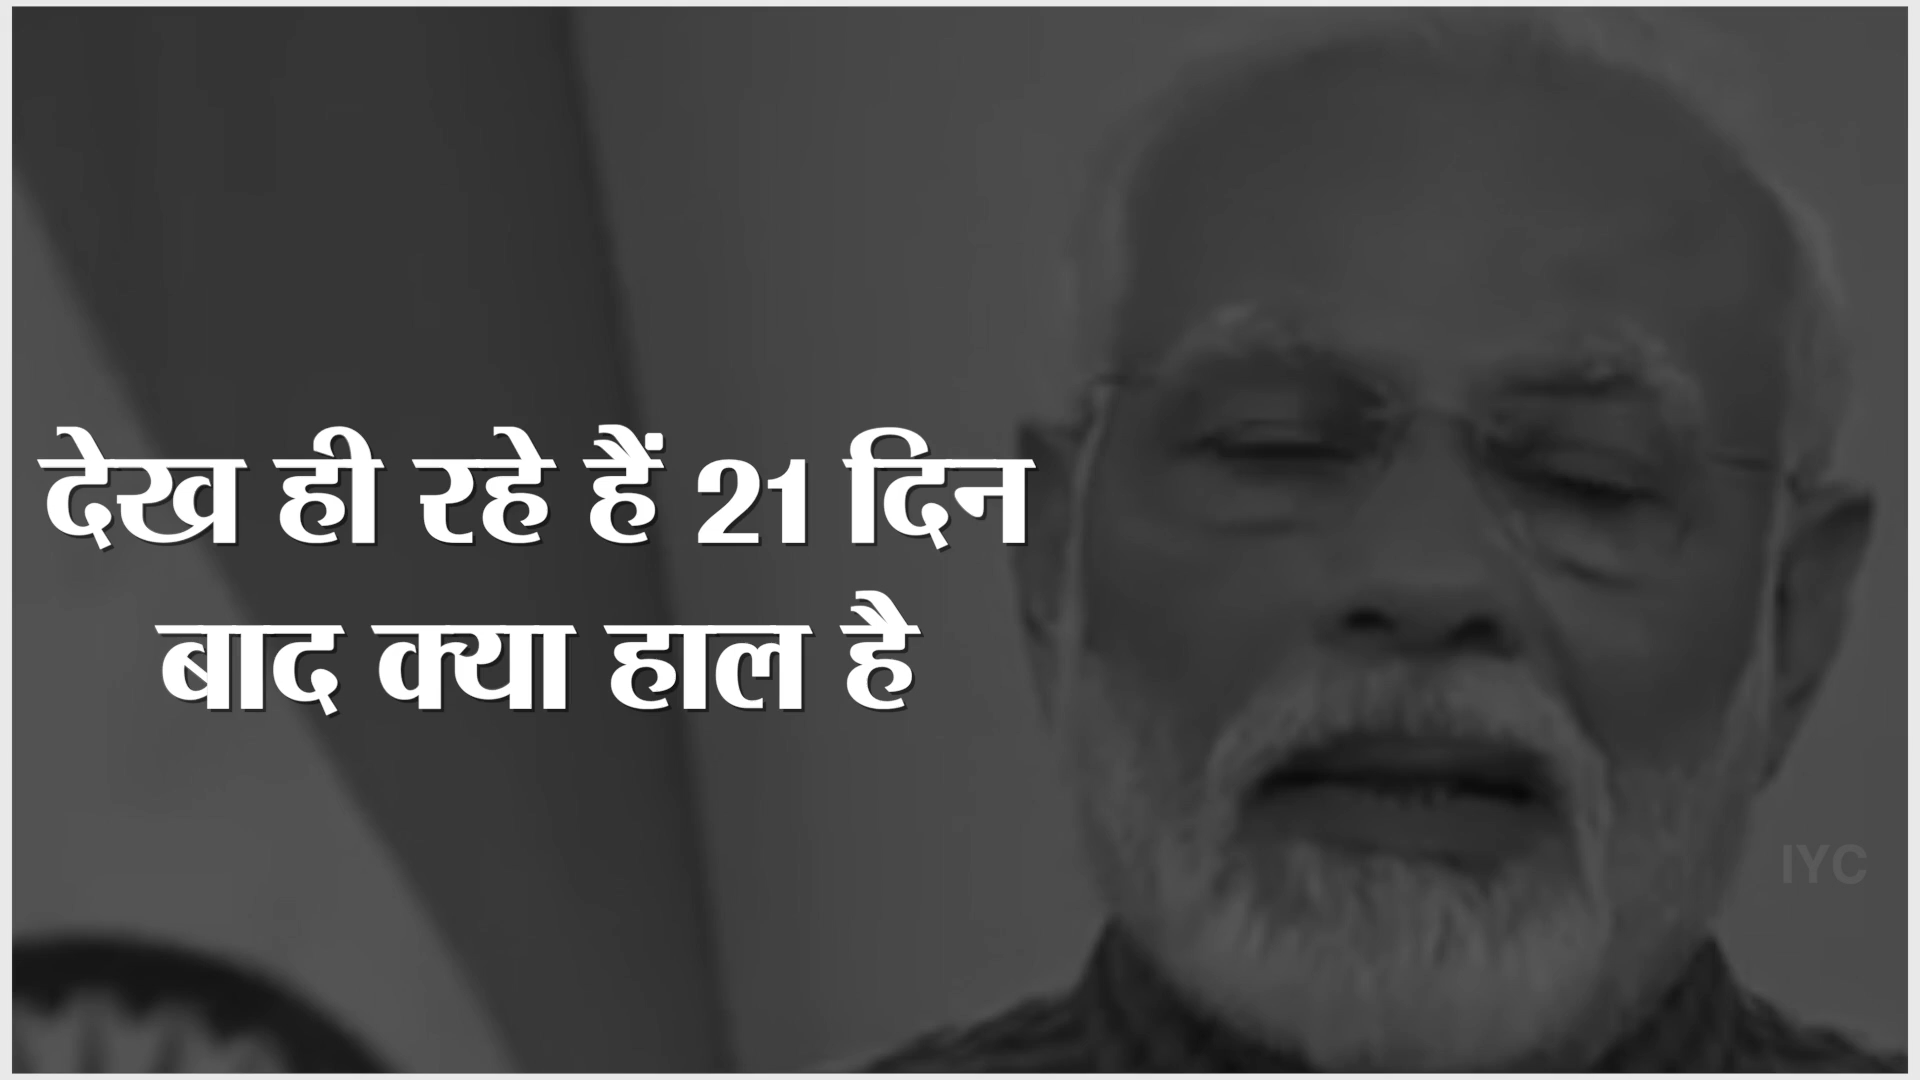 देख ही रहे हैं 21 दिन
बाद क्या हाल है
IYC